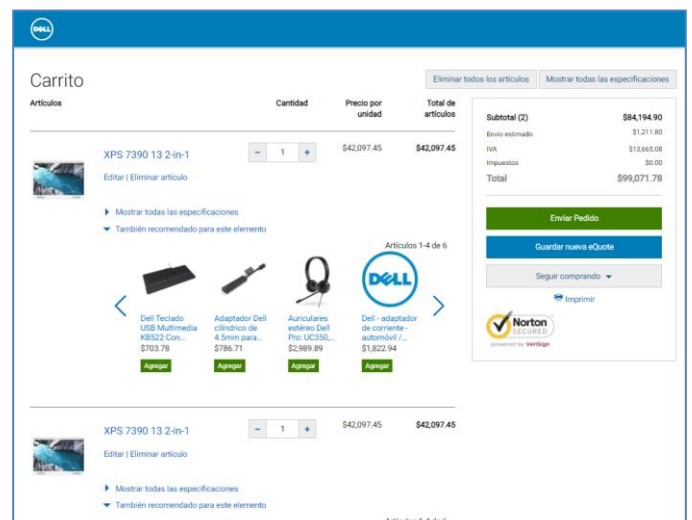 DELL
Carrito
Eliminar todos los artículos
Mostrar todas las especificaciones
Artículos
Cantidad
Precio por
unidad
Total de
artículos
XPS 7390 13 2-in-1
- 1 +
$42,097.45
$42,097.45
Editar | Eliminar artículo
Mostrar todas las especificaciones
También recomendado para este elemento
Artículos 1-4 de 6
Dell Teclado
USB Multimedia
KB522 Con...
$703.78
Agregar
Adaptador Dell
cilíndrico de
4.5mm para...
$786.71
Agregar
Auriculares
estéreo Dell
Pro: UC350,...
$2,989.89
Agregar
DELL
Dell - adaptador
de corriente -
automóvil /...
$1,822.94
Agregar
XPS 7390 13 2-in-1
- 1 +
$42,097.45
$42,097.45
Editar | Eliminar artículo
Mostrar todas las especificaciones
También recomendado para este elemento
Subtotal (2) $84,194.90
Envio estimado $1,211.80
IVA $13,665.08
Impuestos $0.00
Total $99,071.78
Enviar Pedido
Guardar nueva eQuote
Seguir comprando
Imprimir
Norton
SECURED
powered by VeriSign